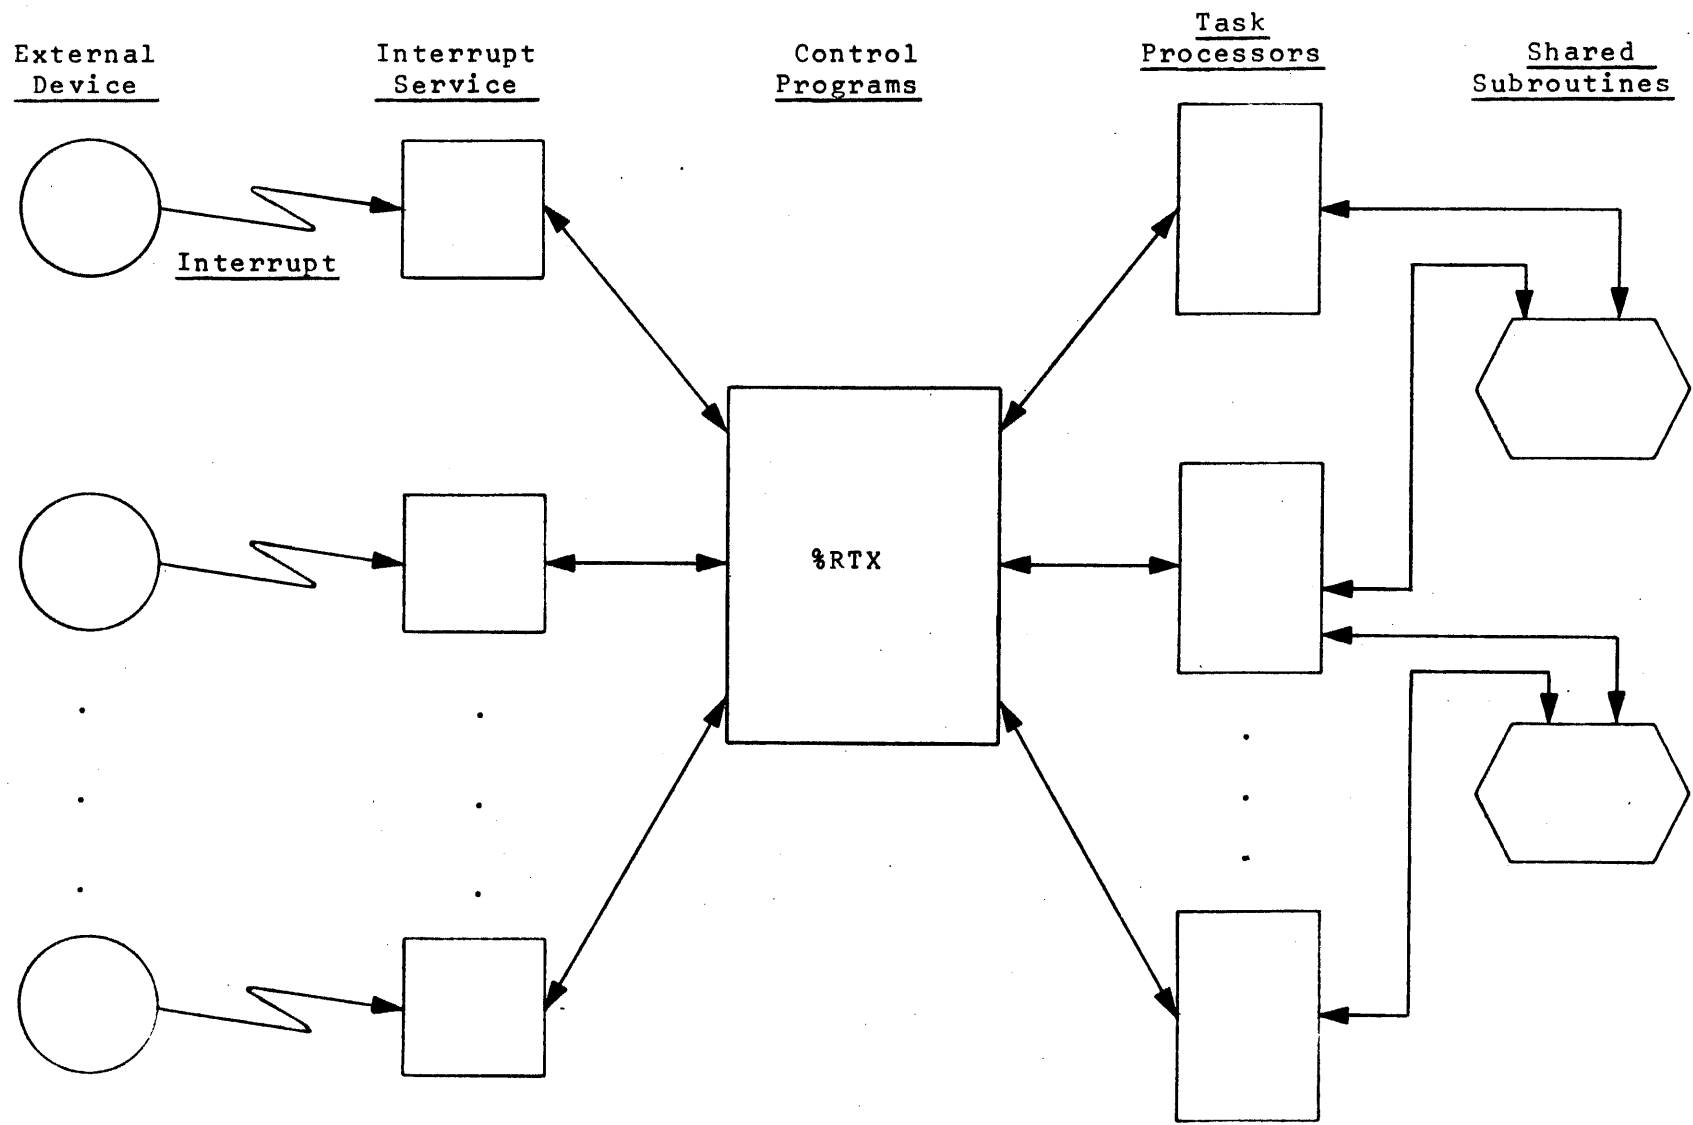 External
Device
Interrupt
Service
Control
Programs
Task
Processors
Shared
Subroutines
Interrupt
%RTX